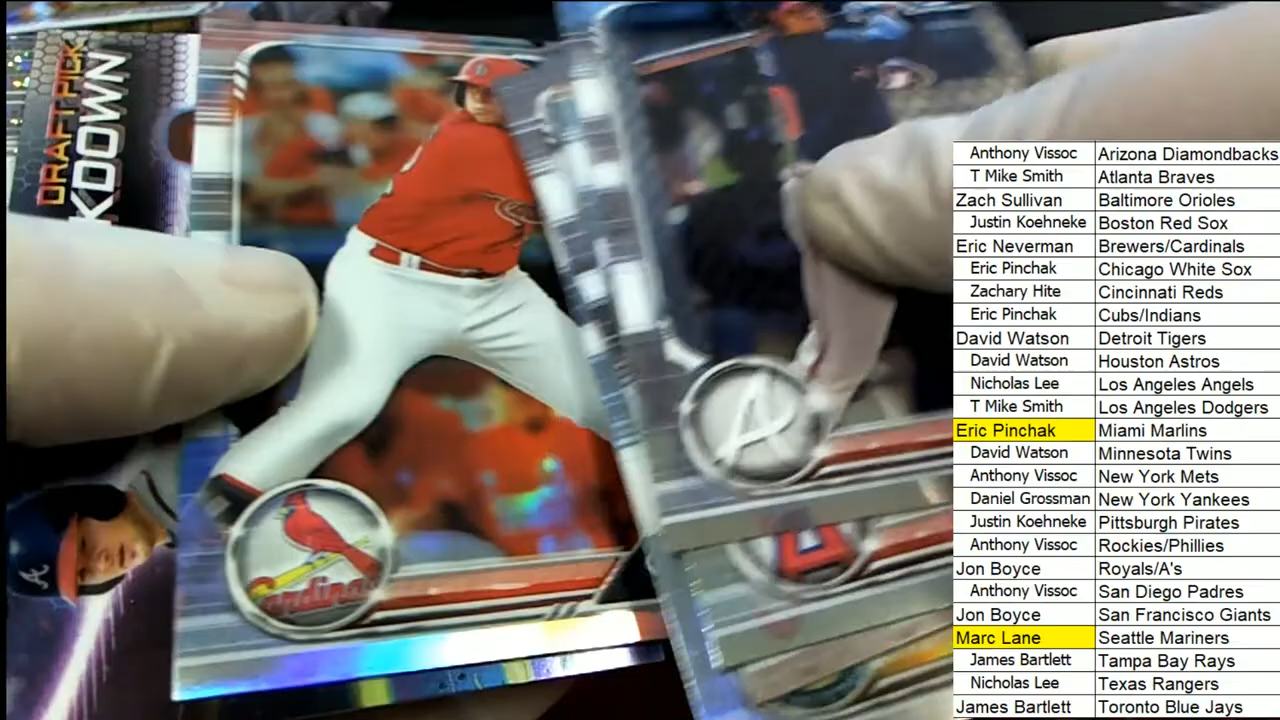 DRAFT PICK
KDOWN
Cardinals
A
A
Anthony Vissoc Arizona Diamondbacks
T Mike Smith Atlanta Braves
Zach Sullivan Baltimore Orioles
Justin Koehneke Boston Red Sox
Eric Neverman Brewers/Cardinals
Eric Pinchak Chicago White Sox
Zachary Hite Cincinnati Reds
Eric Pinchak Cubs/Indians
David Watson Detroit Tigers
David Watson Houston Astros
Nicholas Lee Los Angeles Angels
T Mike Smith Los Angeles Dodgers
Eric Pinchak Miami Marlins
David Watson Minnesota Twins
Anthony Vissoc New York Mets
Daniel Grossman New York Yankees
Justin Koehneke Pittsburgh Pirates
Anthony Vissoc Rockies/Phillies
Jon Boyce Royals/A's
Anthony Vissoc San Diego Padres
Jon Boyce San Francisco Giants
Marc Lane Seattle Mariners
James Bartlett Tampa Bay Rays
Nicholas Lee Texas Rangers
James Bartlett Toronto Blue Jays